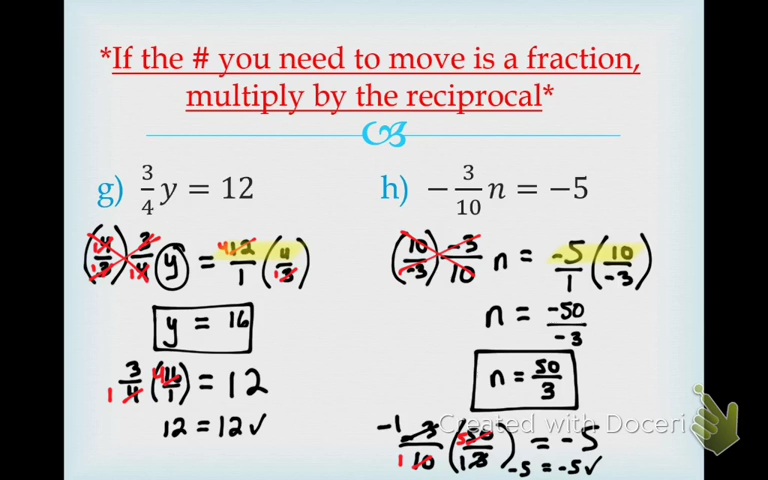 *If the # you need to move is a fraction,
multiply by the reciprocal*
g) 3/4 y = 12
(4/3) 3/4 y = 12/1 (4/3)
y = 16
3/4 (16/1) = 12
12 = 12 ✓
h) −3/10 n = −5
(10/-3) -3/10 n = -5/1 (10/-3)
n = -50/-3
n = 50/3
-3/10 (50/3) = -5
-5 = -5 ✓
Created with Doceri